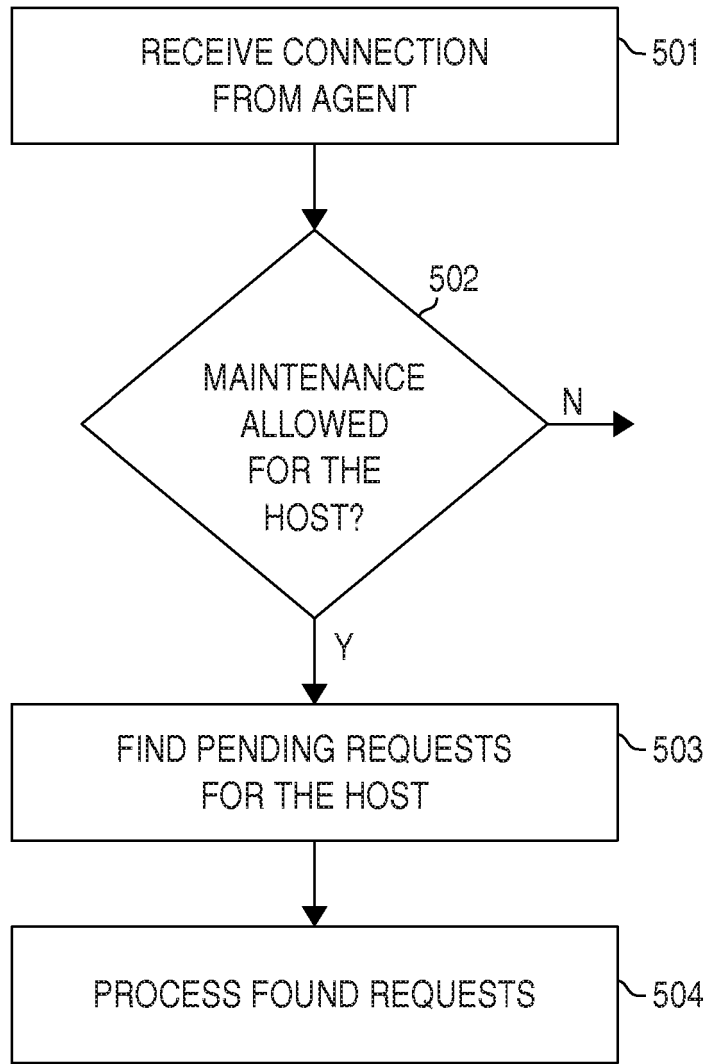 RECEIVE CONNECTION
FROM AGENT
501
502
MAINTENANCE
ALLOWED
FOR THE
HOST?
N
Y
FIND PENDING REQUESTS
FOR THE HOST
503
PROCESS FOUND REQUESTS
504